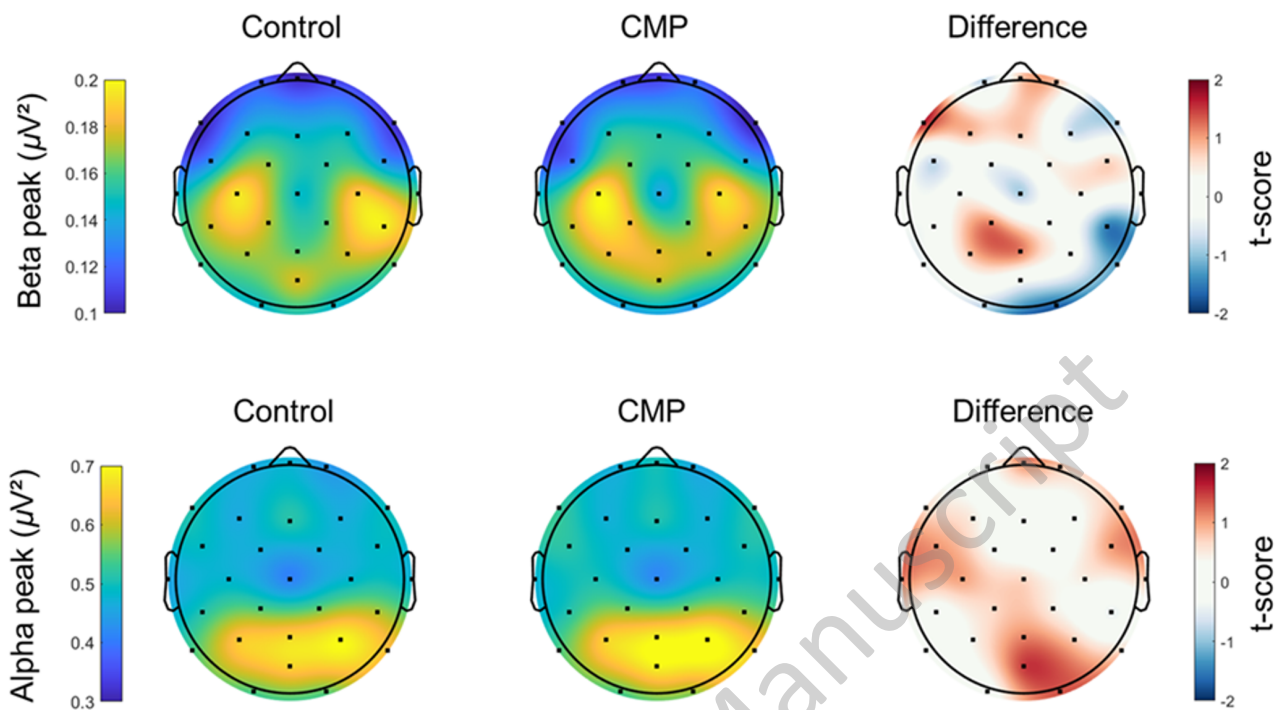 Control
CMP
Difference
Beta peak (μV²)
0.2
0.18
0.16
0.14
0.12
0.1
2
1
0
-1
-2
t-score
Control
CMP
Difference
Alpha peak (μV²)
0.7
0.6
0.5
0.4
0.3
2
1
0
-1
-2
t-score
Manuscript